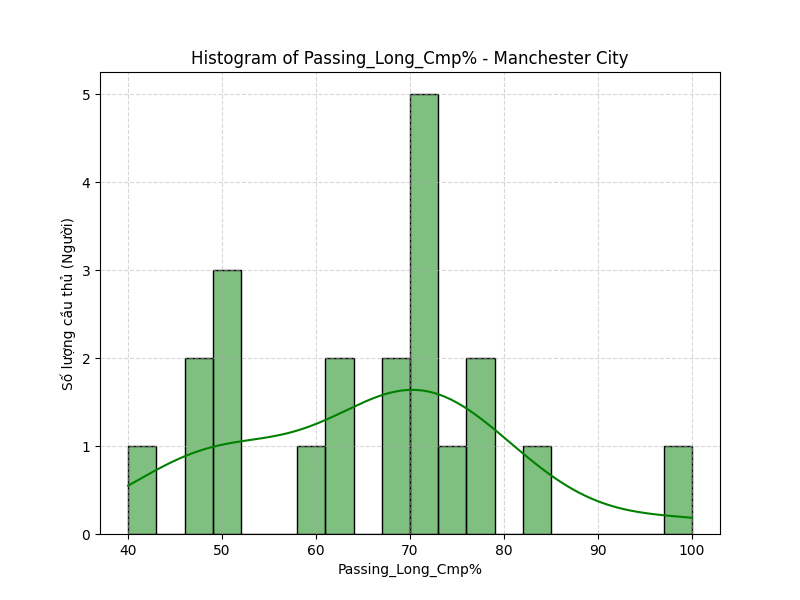 Histogram of Passing_Long_Cmp% - Manchester City
Số lượng cầu thủ (Người)
5
4
3
2
1
0
40 50 60 70 80 90 100
Passing_Long_Cmp%